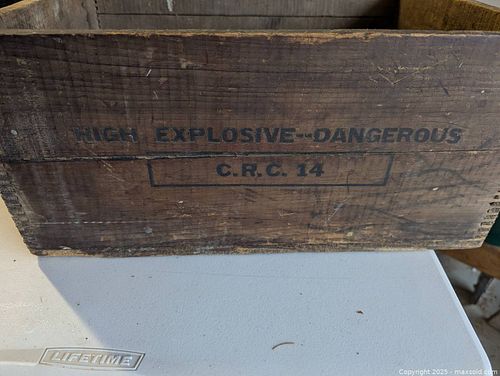 HIGH EXPLOSIVE--DANGEROUS
C.R.C. 14
LIFETIME
Copyright 2025 - maxsold.com